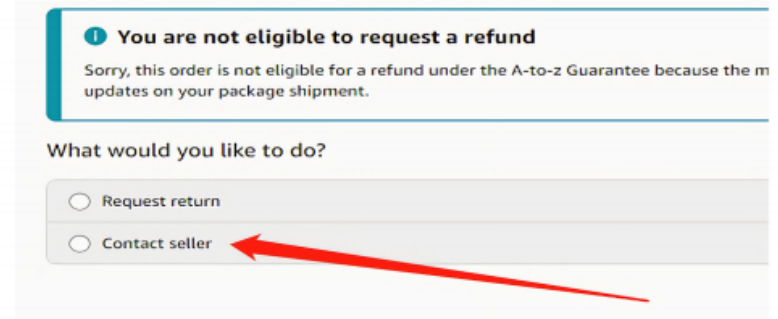 You are not eligible to request a refund
Sorry, this order is not eligible for a refund under the A-to-z Guarantee because the m
updates on your package shipment.
What would you like to do?
Request return
Contact seller